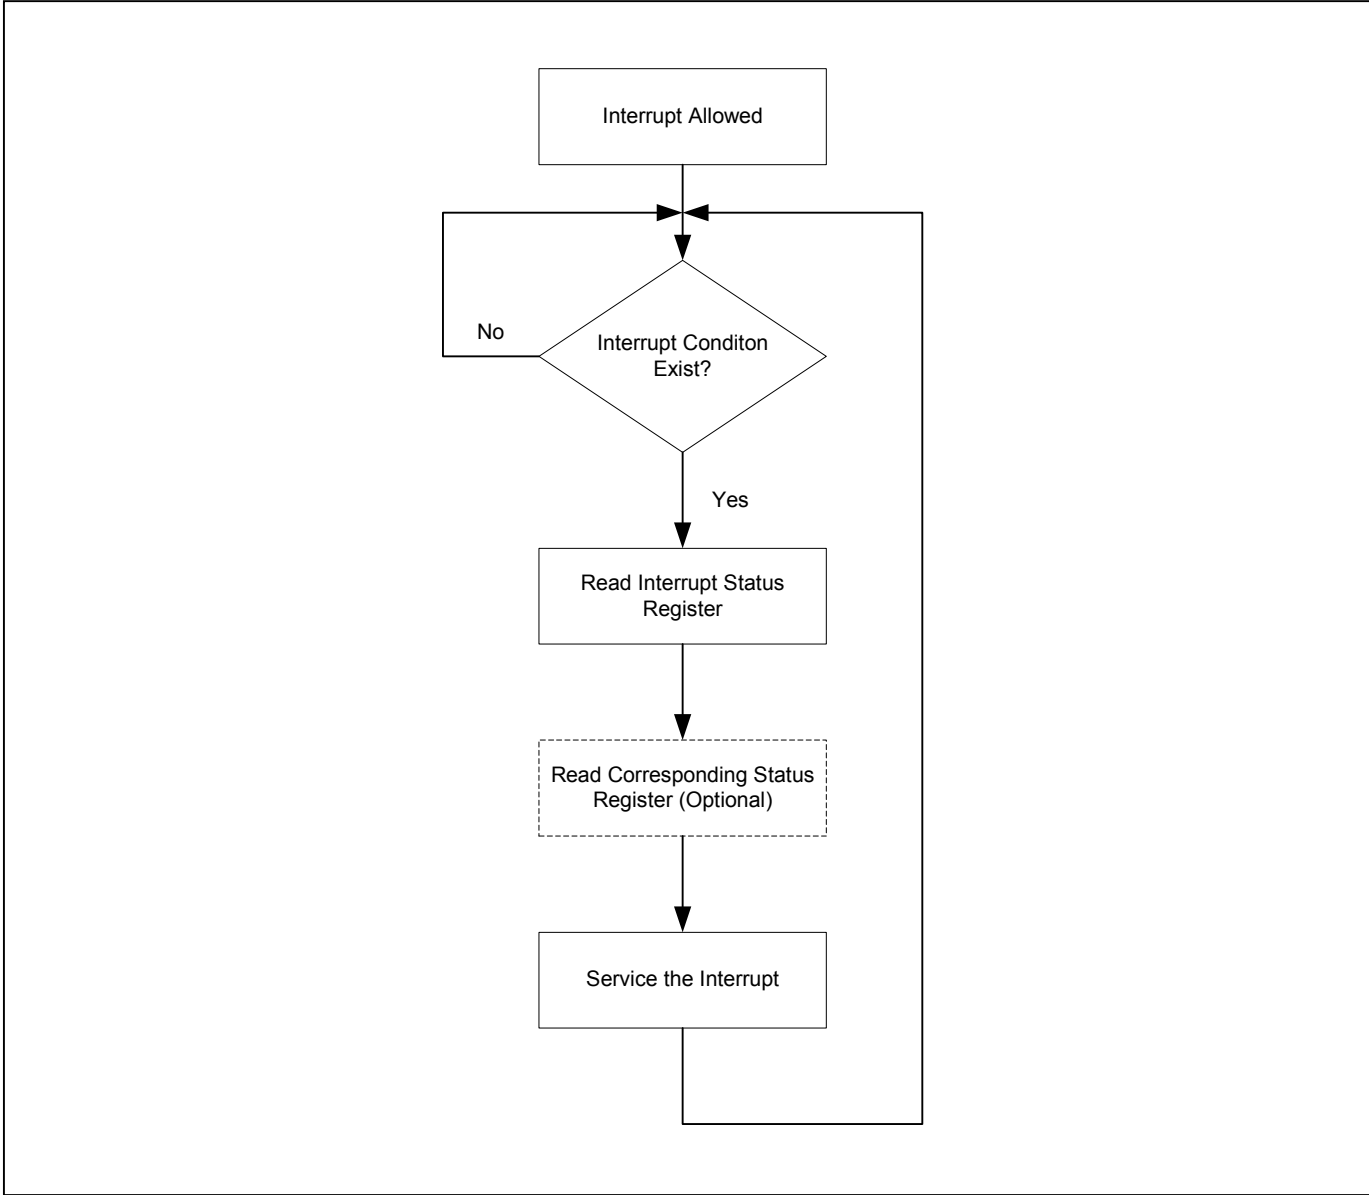 Interrupt Allowed
No
Interrupt Conditon
Exist?
Yes
Read Interrupt Status
Register
Read Corresponding Status
Register (Optional)
Service the Interrupt